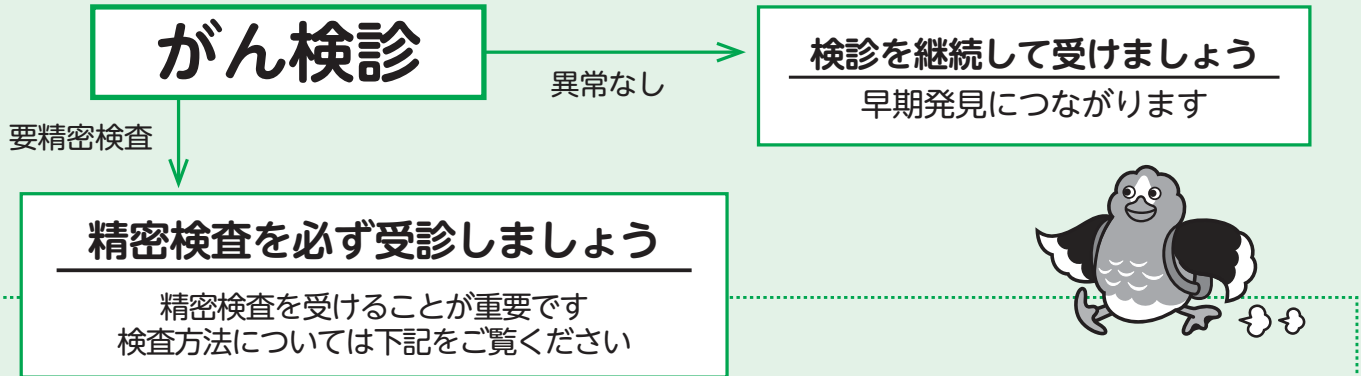 がん検診
異常なし
検診を継続して受けましょう
早期発見につながります
要精密検査
精密検査を必ず受診しましょう
精密検査を受けることが重要です
検査方法については下記をご覧ください